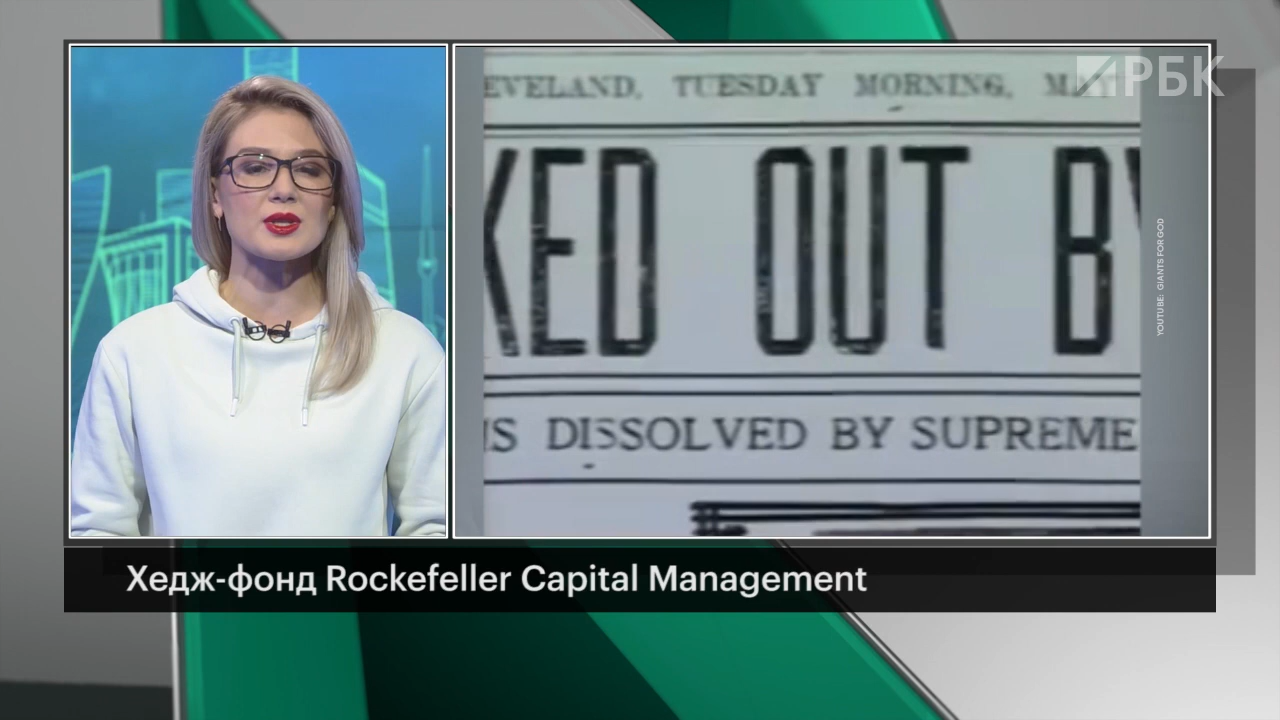 РБК
EVELAND, TUESDAY MORNING,
KED OUT BY
IS DISSOLVED BY SUPREME
YOUTUBE: GIANTS FOR GOD
Хедж-фонд Rockefeller Capital Management